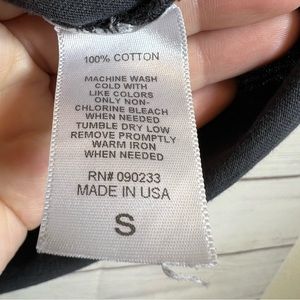 100% COTTON
MACHINE WASH
COLD WITH
LIKE COLORS
ONLY NON-
CHLORINE BLEACH
WHEN NEEDED
TUMBLE DRY LOW
REMOVE PROMPTLY
WARM IRON
WHEN NEEDED
RN# 090233
MADE IN USA
S